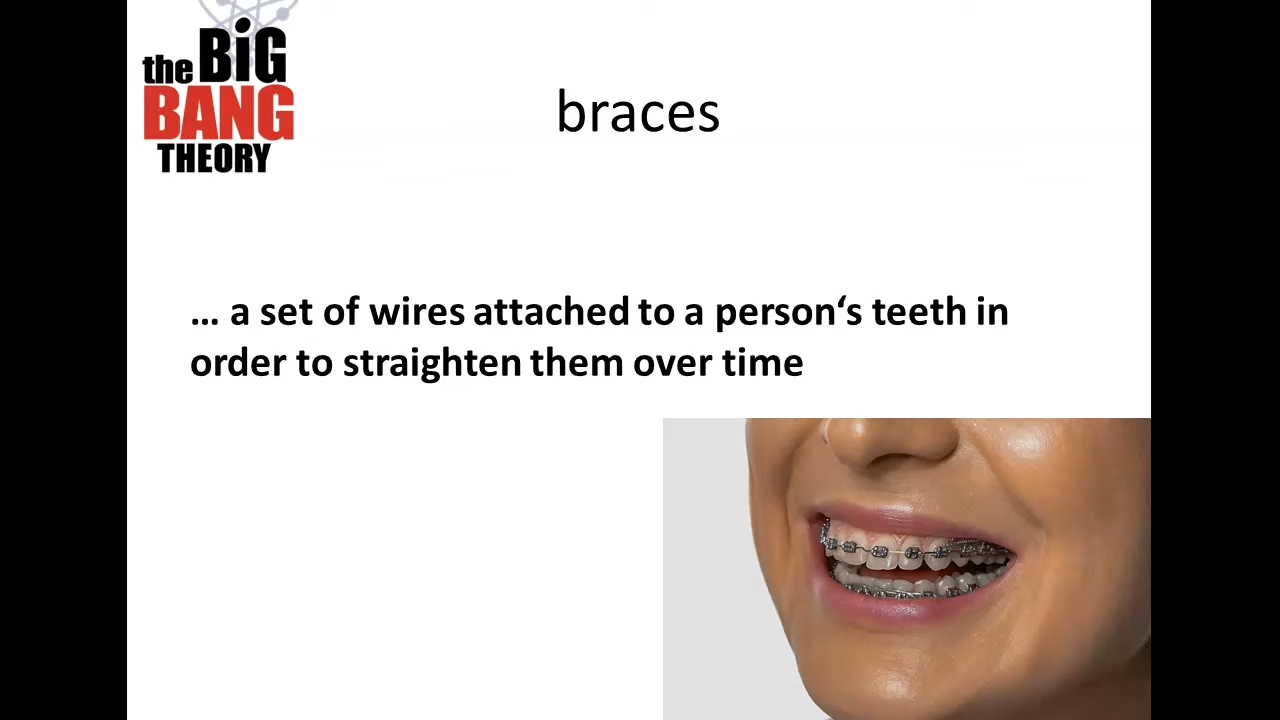 the BiG
BANG
THEORY
braces
… a set of wires attached to a person‘s teeth in
order to straighten them over time